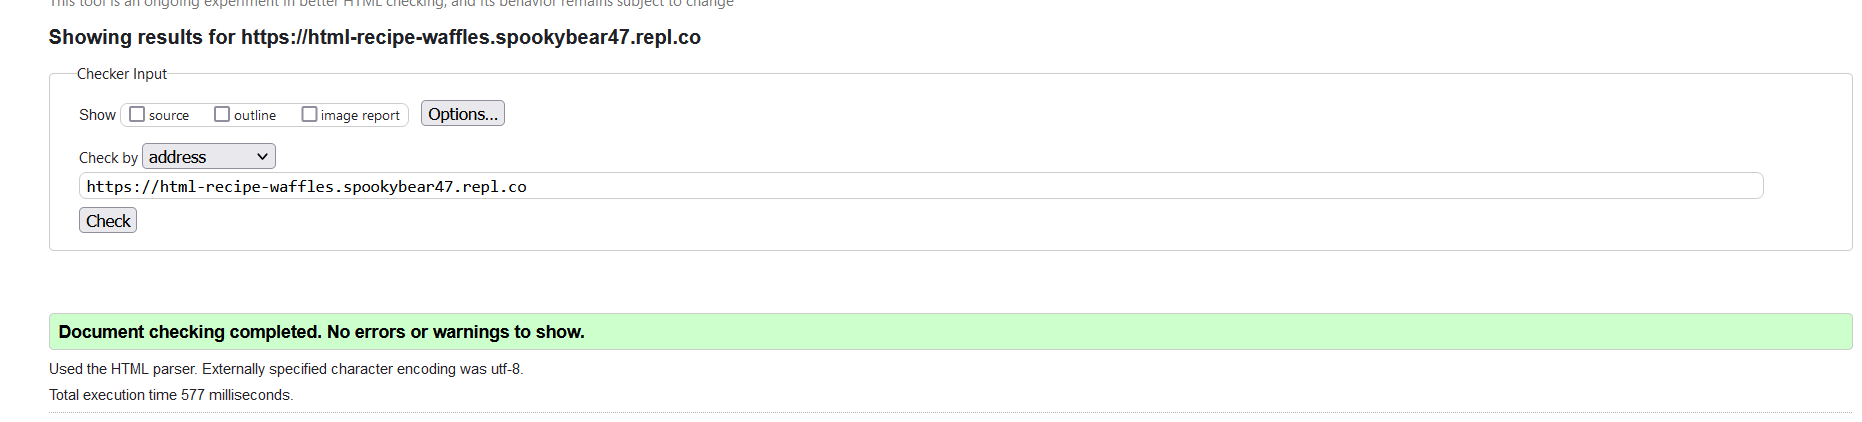 This tool is an ongoing experiment in better HTML checking, and its behavior remains subject to change
Showing results for https://html-recipe-waffles.spookybear47.repl.co
Checker Input
Show source outline image report Options...
Check by address
https://html-recipe-waffles.spookybear47.repl.co
Check
Document checking completed. No errors or warnings to show.
Used the HTML parser. Externally specified character encoding was utf-8.
Total execution time 577 milliseconds.